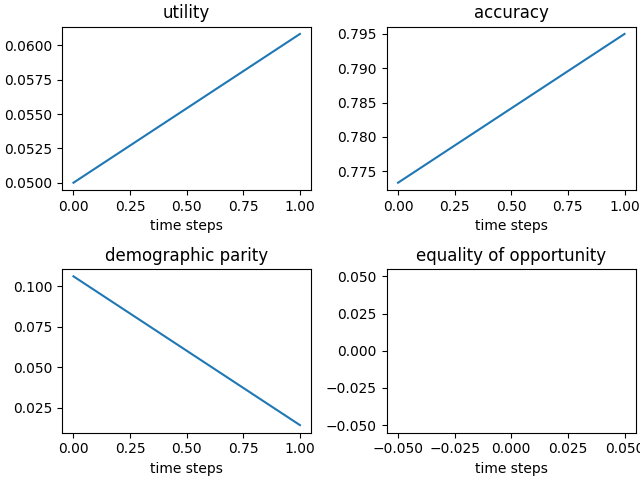 utility
0.0600
0.0575
0.0550
0.0525
0.0500
0.00 0.25 0.50 0.75 1.00
time steps
accuracy
0.795
0.790
0.785
0.780
0.775
0.00 0.25 0.50 0.75 1.00
time steps
demographic parity
0.100
0.075
0.050
0.025
0.00 0.25 0.50 0.75 1.00
time steps
equality of opportunity
0.050
0.025
0.000
−0.025
−0.050
−0.050 −0.025 0.000 0.025 0.050
time steps